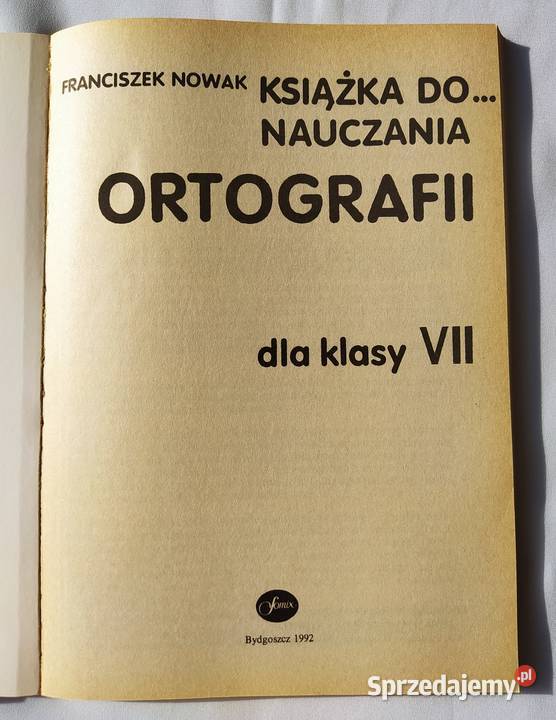 FRANCISZEK NOWAK
KSIĄŻKA DO...
NAUCZANIA
ORTOGRAFII
dla klasy VII
Somix
Bydgoszcz 1992
Sprzedajemy.pl